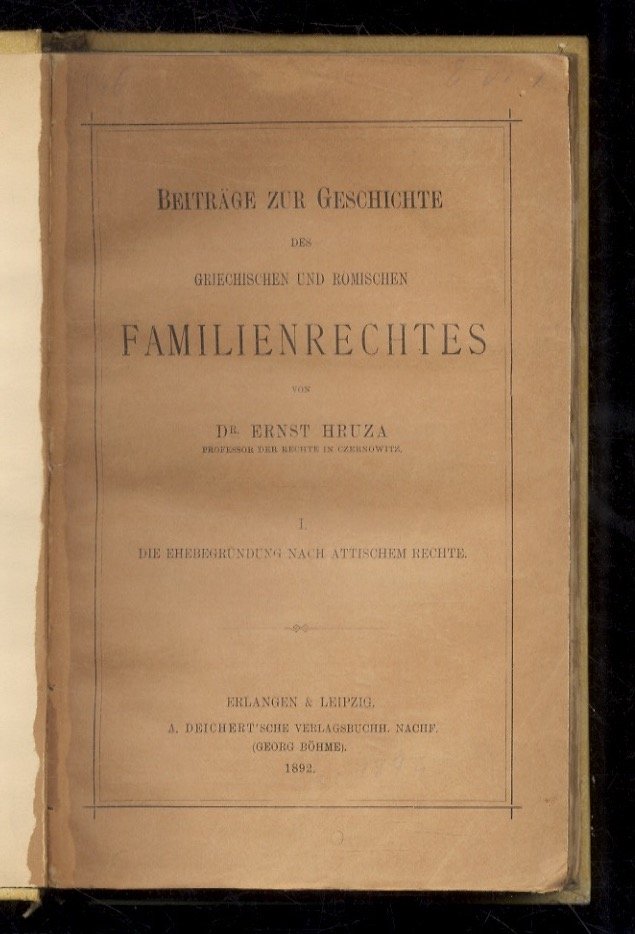 BEITRÄGE ZUR GESCHICHTE
DES
GRIECHISCHEN UND RÖMISCHEN
FAMILIENRECHTES
VON
DR. ERNST HRUZA
PROFESSOR DER RECHTE IN CZERNOWITZ.
I.
DIE EHEBEGRÜNDUNG NACH ATTISCHEM RECHTE.
ERLANGEN & LEIPZIG.
A. DEICHERT'SCHE VERLAGSBUCHH. NACHF.
(GEORG BÖHME).
1892.